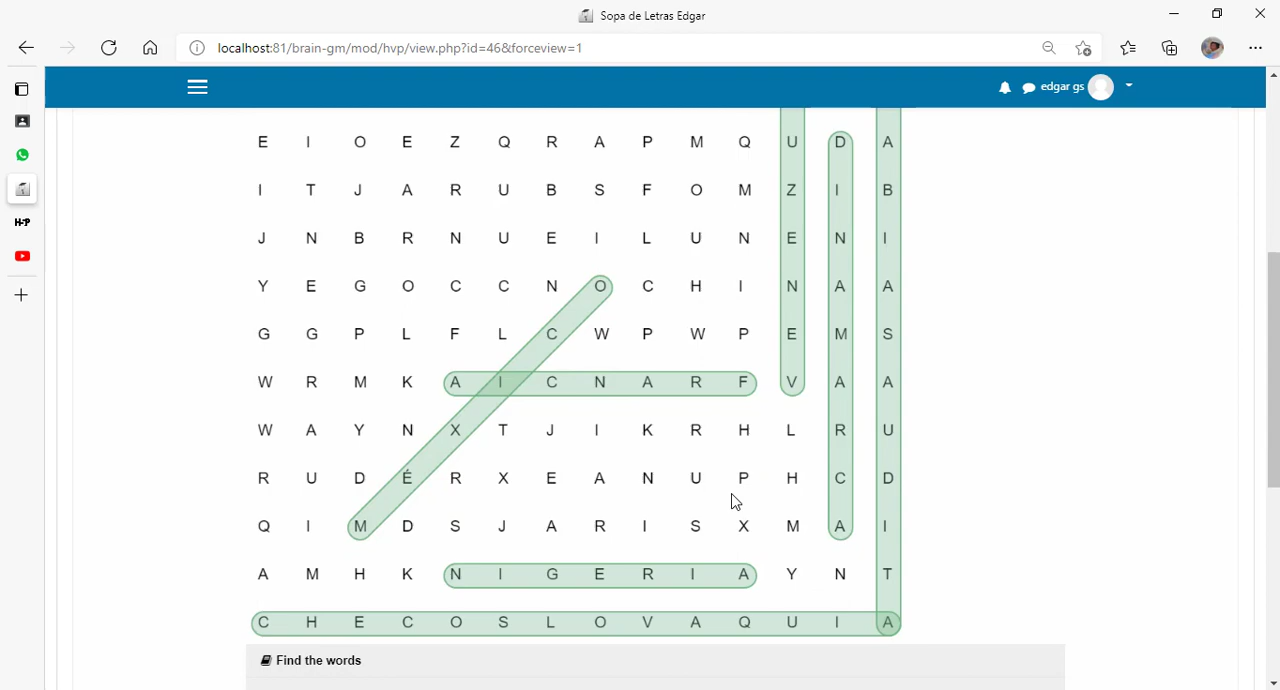 Sopa de Letras Edgar
localhost:81/brain-gm/mod/hvp/view.php?id=46&forceview=1
edgar gs
H-P
E I O E Z Q R A P M Q U D A
I T J A R U B S F O M Z I B
J N B R N U E I L U N E N I
Y E G O C C N O C H I N A A
G G P L F L C W P W P E M S
W R M K A I C N A R F V A A
W A Y N X T J I K R H L R U
R U D É R X E A N U P H C D
Q I M D S J A R I S X M A I
A M H K N I G E R I A Y N T
C H E C O S L O V A Q U I A
Find the words